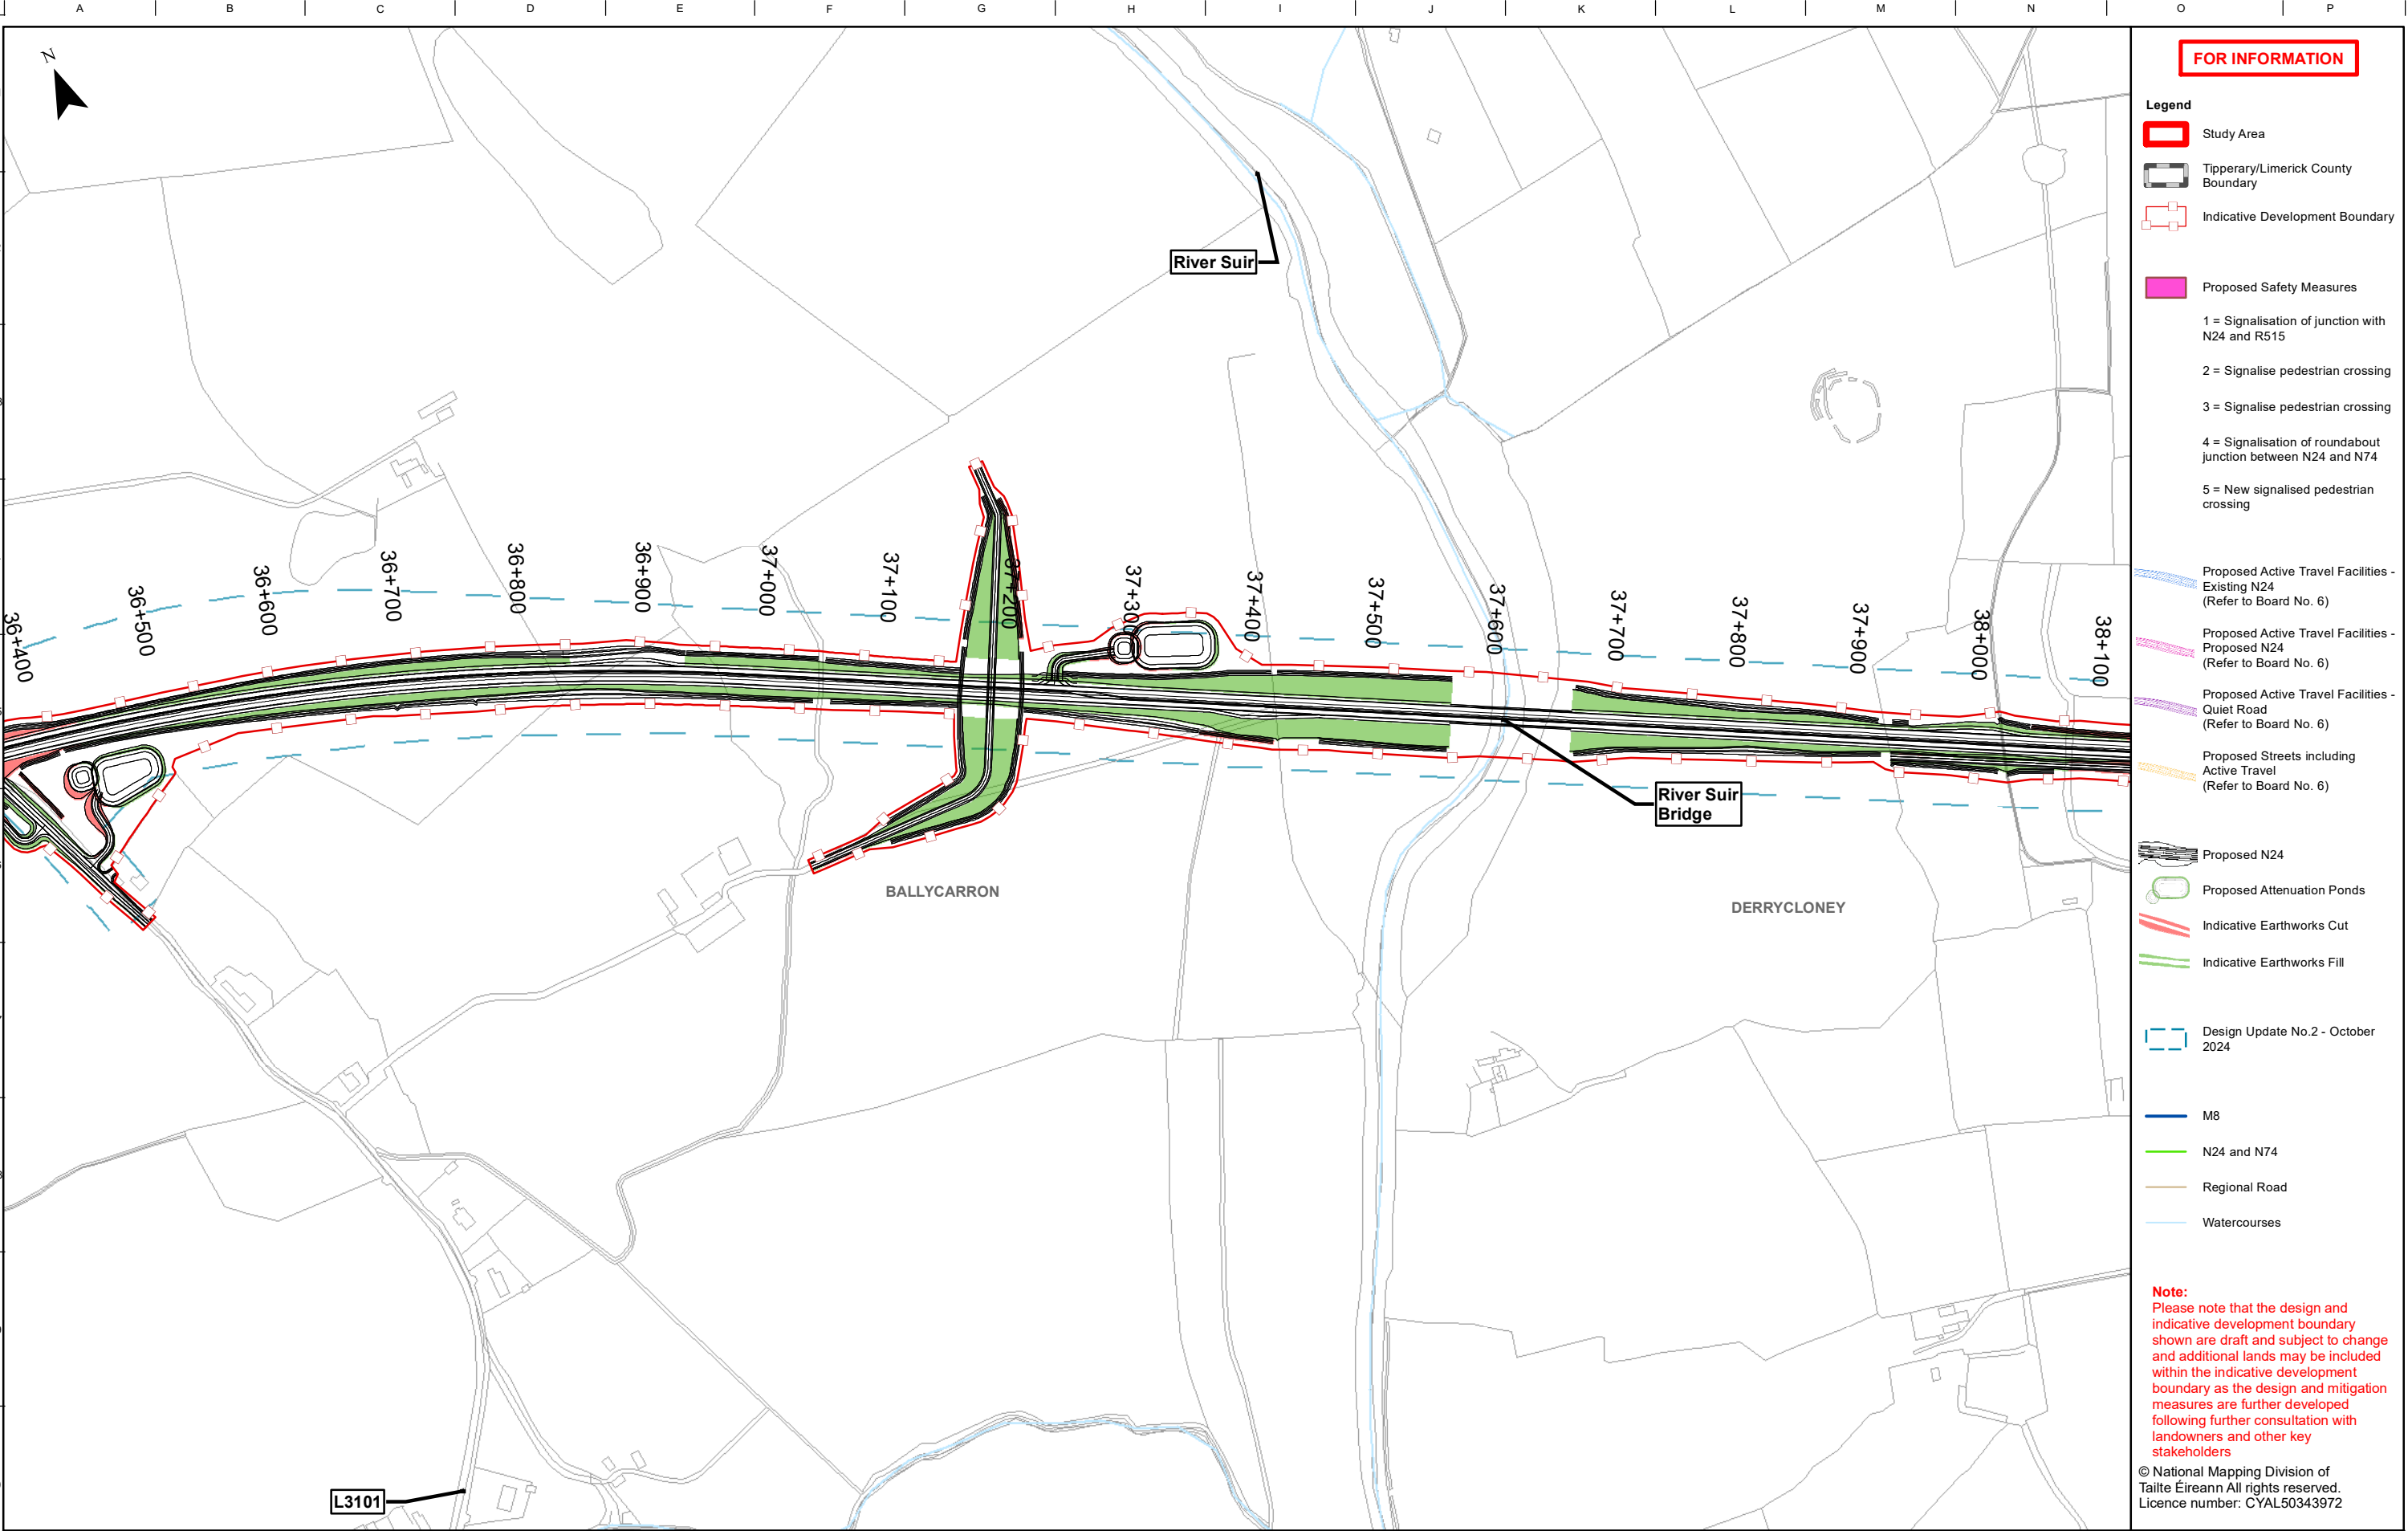 A B C D E F G H I J K L M N O P
N
River Suir
36+400
36+500
36+600
36+700
36+800
36+900
37+000
37+100
37+200
37+30
37+400
37+500
37+600
37+700
37+800
37+900
38+000
38+100
River Suir
Bridge
BALLYCARRON
DERRYCLONEY
L3101
FOR INFORMATION
Legend
Study Area
Tipperary/Limerick County
Boundary
Indicative Development Boundary
Proposed Safety Measures
1 = Signalisation of junction with
N24 and R515
2 = Signalise pedestrian crossing
3 = Signalise pedestrian crossing
4 = Signalisation of roundabout
junction between N24 and N74
5 = New signalised pedestrian
crossing
Proposed Active Travel Facilities -
Existing N24
(Refer to Board No. 6)
Proposed Active Travel Facilities -
Proposed N24
(Refer to Board No. 6)
Proposed Active Travel Facilities -
Quiet Road
(Refer to Board No. 6)
Proposed Streets including
Active Travel
(Refer to Board No. 6)
Proposed N24
Proposed Attenuation Ponds
Indicative Earthworks Cut
Indicative Earthworks Fill
Design Update No.2 - October
2024
M8
N24 and N74
Regional Road
Watercourses
Note:
Please note that the design and
indicative development boundary
shown are draft and subject to change
and additional lands may be included
within the indicative development
boundary as the design and mitigation
measures are further developed
following further consultation with
landowners and other key
stakeholders
© National Mapping Division of
Tailte Éireann All rights reserved.
Licence number: CYAL50343972